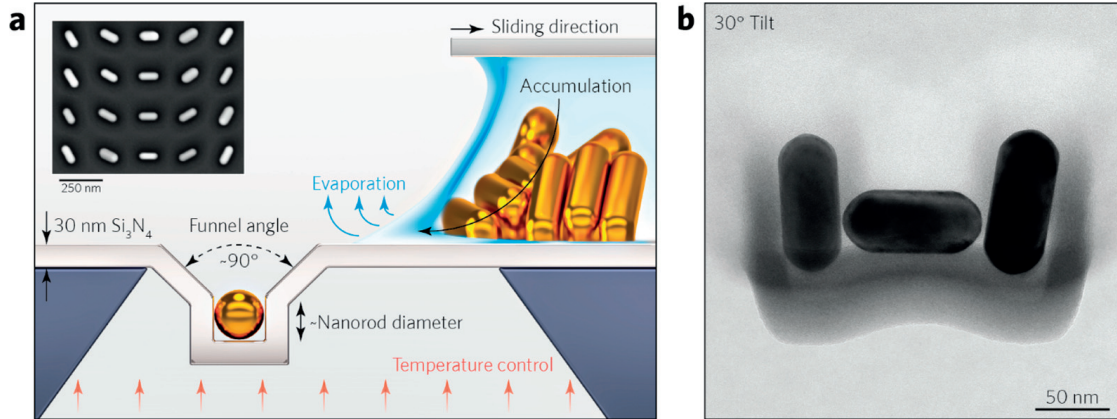 a
250 nm
Sliding direction
Accumulation
Evaporation
30 nm Si₃N₄
Funnel angle
~90°
~Nanorod diameter
Temperature control
b
30° Tilt
50 nm